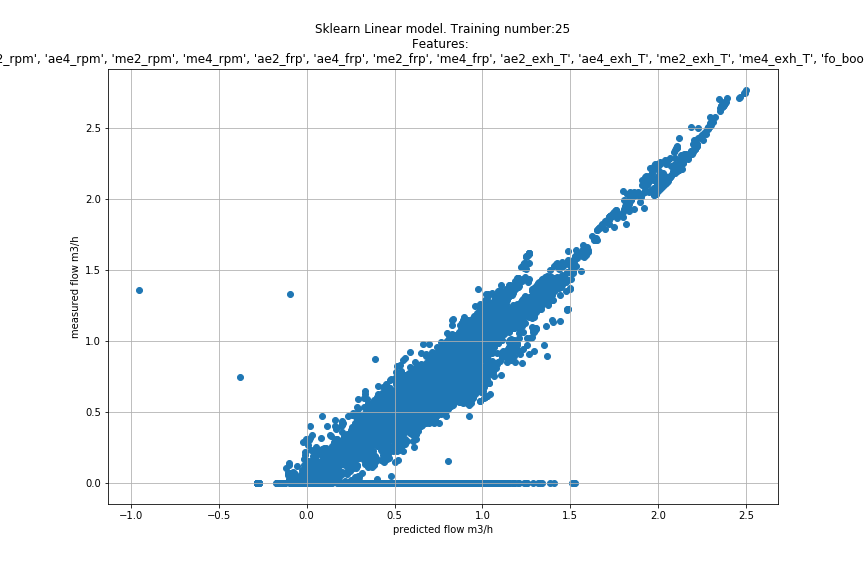 Sklearn Linear model. Training number:25
Features:
2_rpm', 'ae4_rpm', 'me2_rpm', 'me4_rpm', 'ae2_frp', 'ae4_frp', 'me2_frp', 'me4_frp', 'ae2_exh_T', 'ae4_exh_T', 'me2_exh_T', 'me4_exh_T', 'fo_boo
2.5
2.0
1.5
1.0
0.5
0.0
measured flow m3/h
−1.0 −0.5 0.0 0.5 1.0 1.5 2.0 2.5
predicted flow m3/h